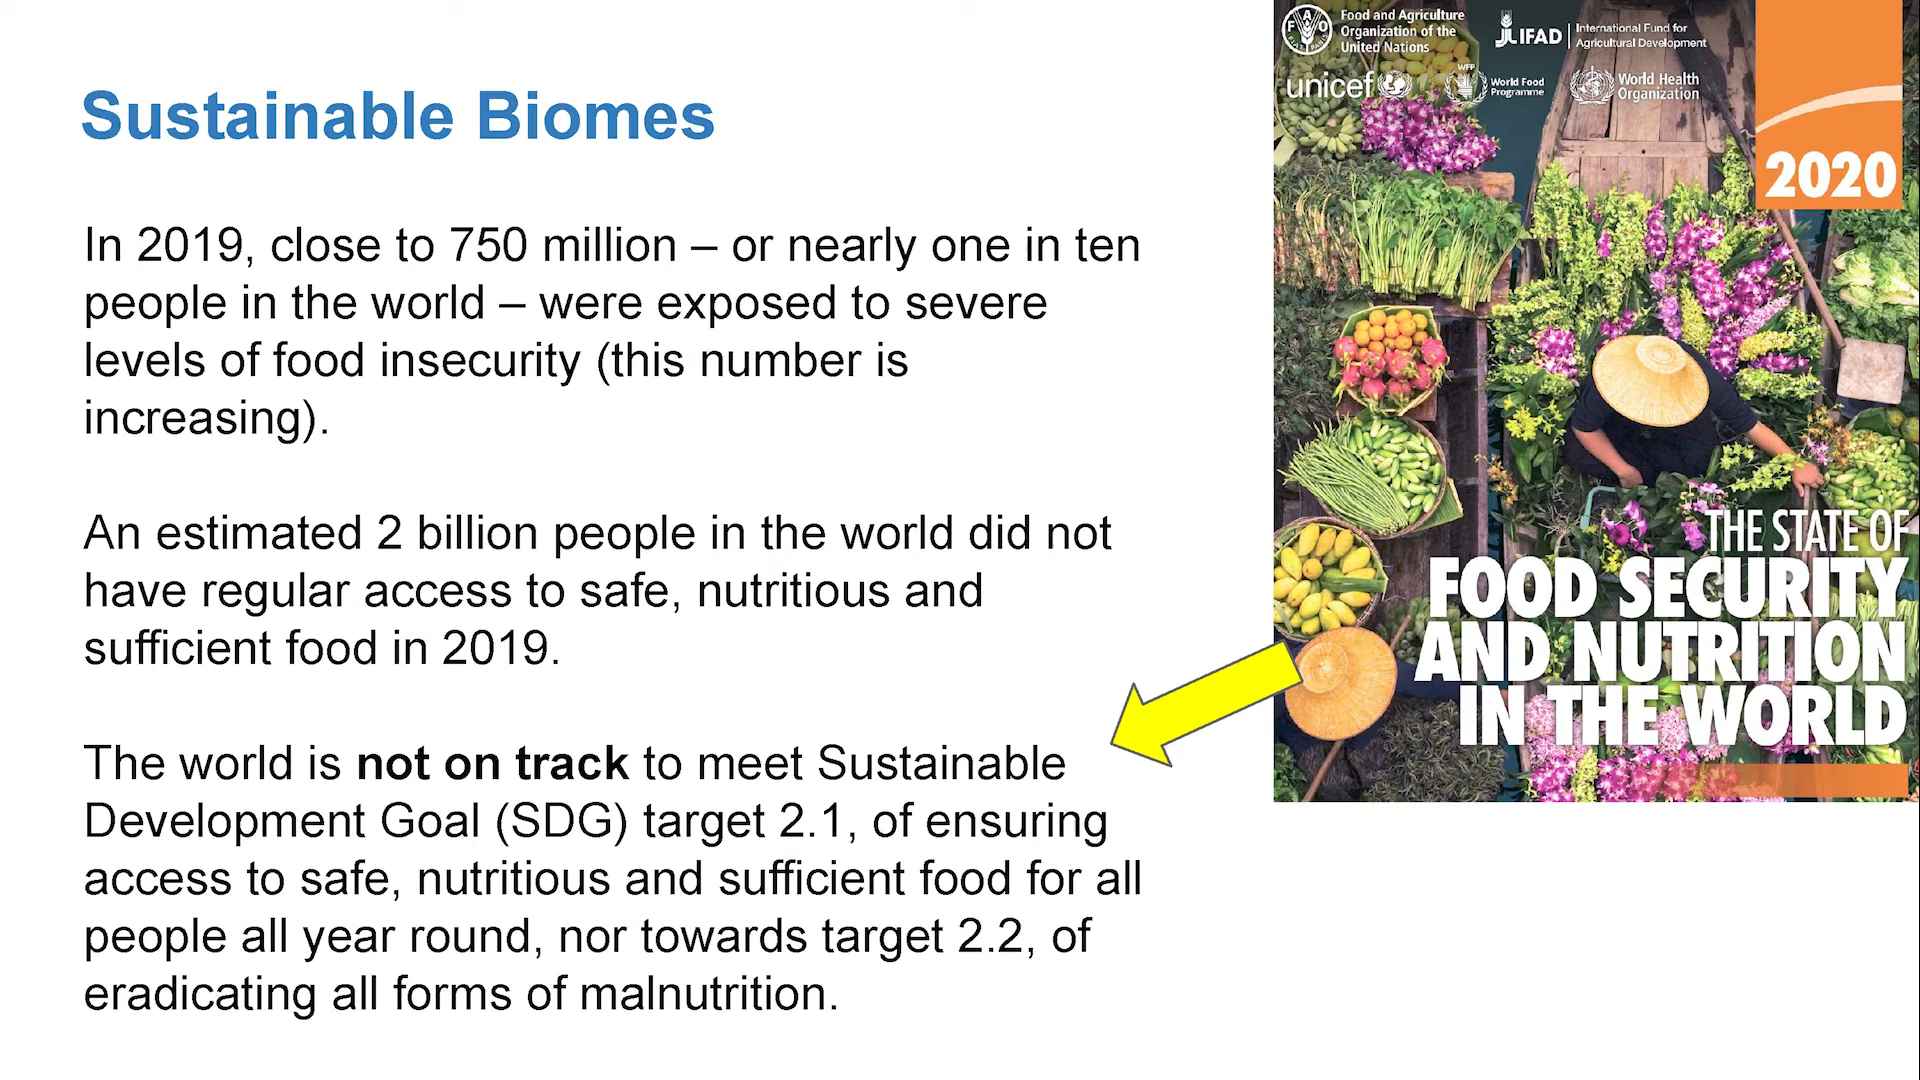 Sustainable Biomes
In 2019, close to 750 million – or nearly one in ten
people in the world – were exposed to severe
levels of food insecurity (this number is
increasing).
An estimated 2 billion people in the world did not
have regular access to safe, nutritious and
sufficient food in 2019.
The world is not on track to meet Sustainable
Development Goal (SDG) target 2.1, of ensuring
access to safe, nutritious and sufficient food for all
people all year round, nor towards target 2.2, of
eradicating all forms of malnutrition.
FAO
FIAT PANIS
Food and Agriculture
Organization of the
United Nations
IFAD
International Fund for
Agricultural Development
unicef
WFP
World Food
Programme
World Health
Organization
2020
THE STATE OF
FOOD SECURITY
AND NUTRITION
IN THE WORLD